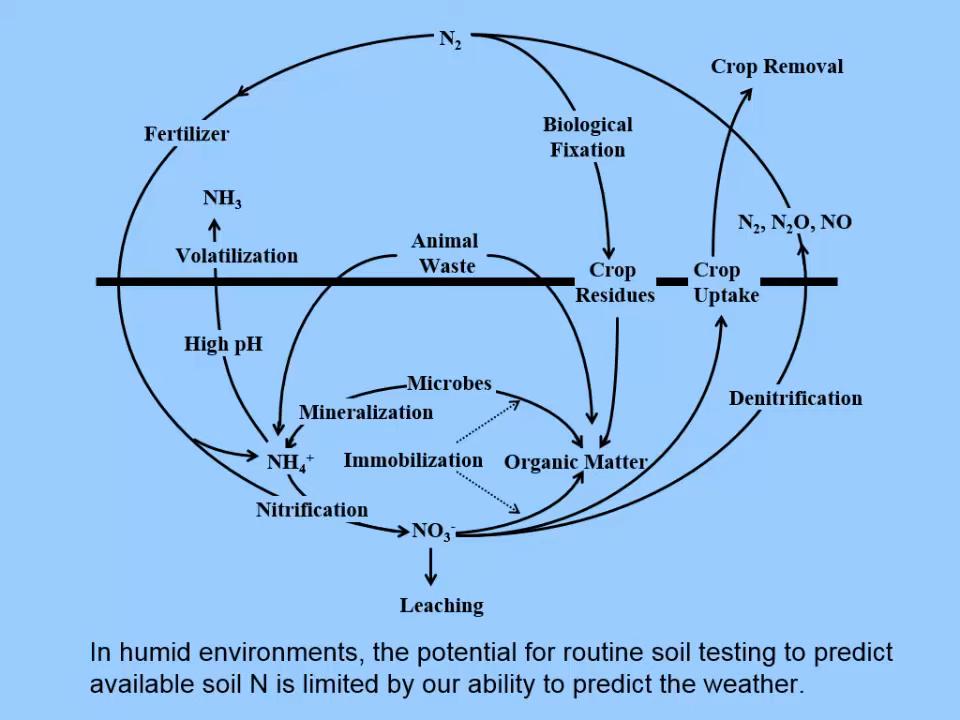 N₂
Crop Removal
Fertilizer
Biological
Fixation
NH₃
N₂, N₂O, NO
Volatilization
Animal
Waste
Crop
Residues
Crop
Uptake
High pH
Microbes
Mineralization
Denitrification
NH₄⁺
Immobilization
Organic Matter
Nitrification
NO₃⁻
Leaching
In humid environments, the potential for routine soil testing to predict
available soil N is limited by our ability to predict the weather.